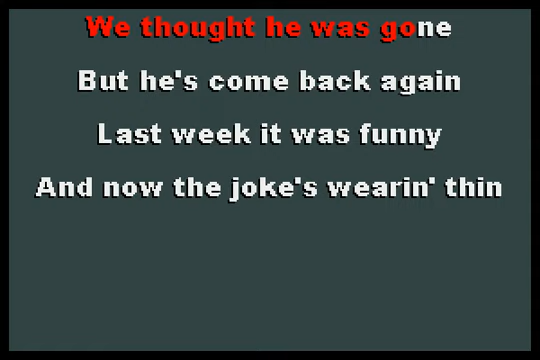 We thought he was gone
But he's come back again
Last week it was funny
And now the joke's wearin' thin